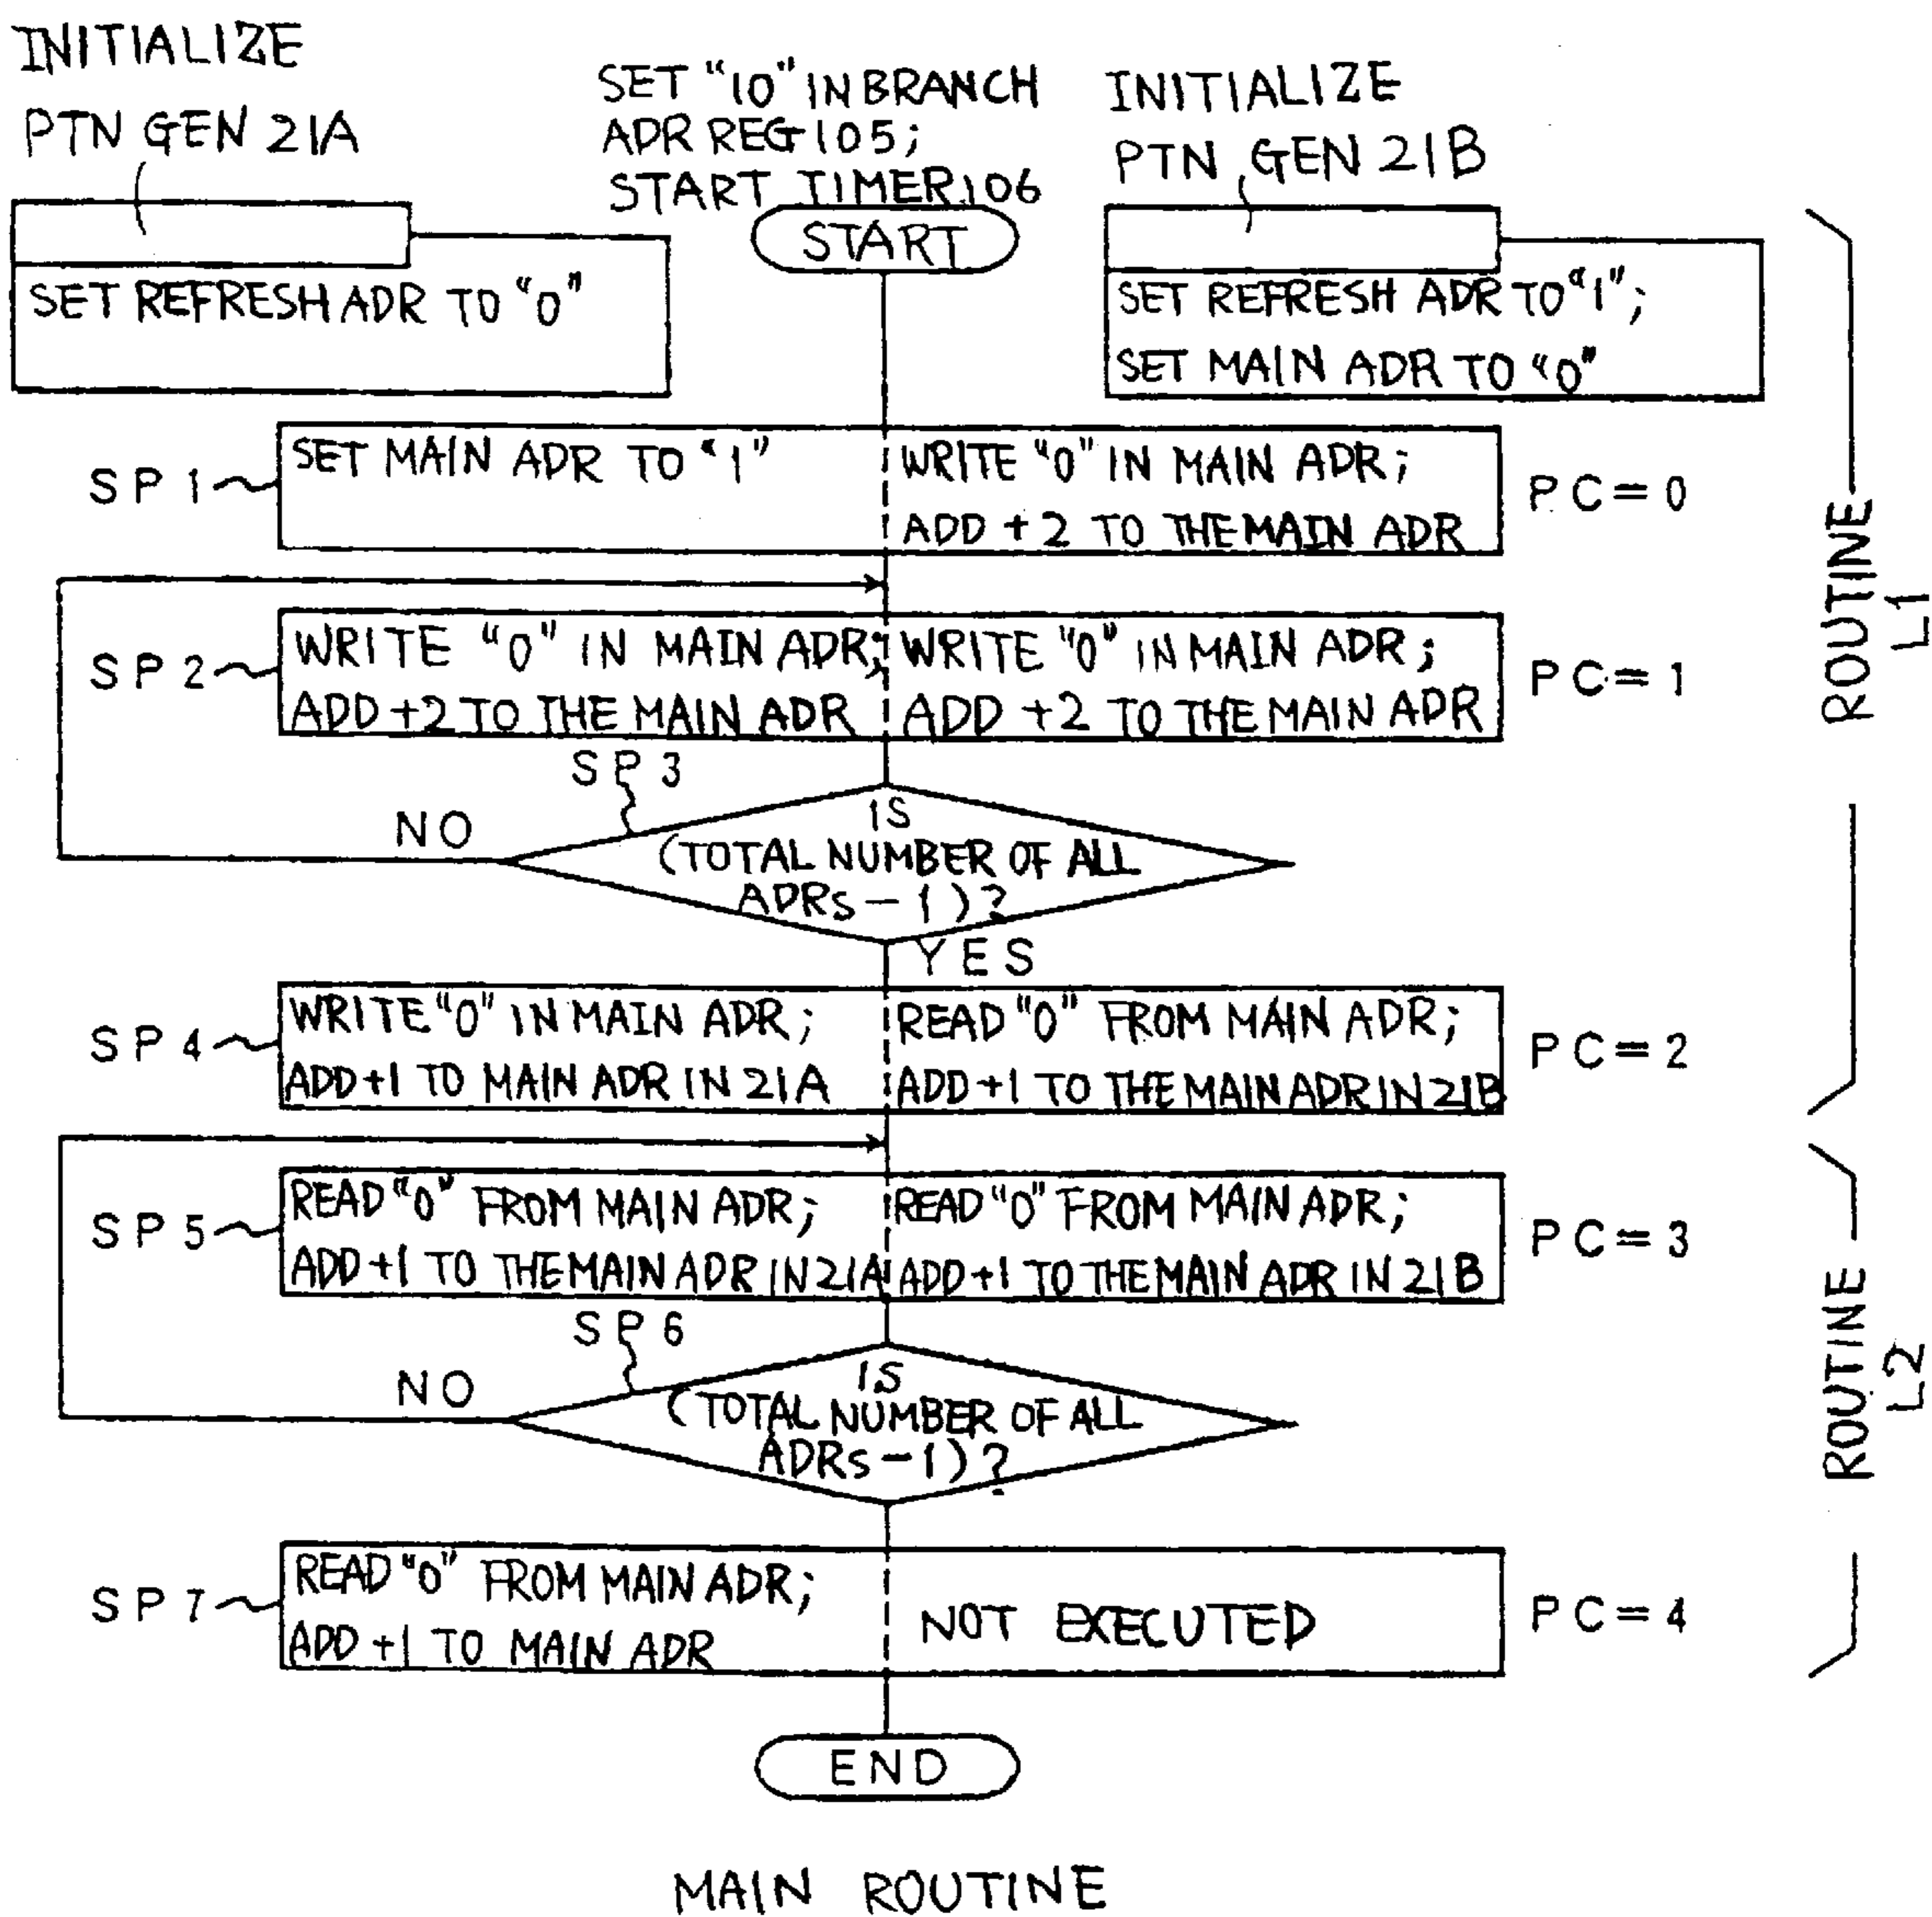 INITIALIZE
PTN GEN 21A
SET REFRESH ADR TO "0"
SET "10" IN BRANCH
ADR REG 105;
START TIMER 106
START
INITIALIZE
PTN GEN 21B
SET REFRESH ADR TO "1";
SET MAIN ADR TO "0"
SP1
SET MAIN ADR TO "1"
WRITE "0" IN MAIN ADR;
ADD +2 TO THE MAIN ADR
PC=0
SP2
WRITE "0" IN MAIN ADR;
ADD +2 TO THE MAIN ADR
WRITE "0" IN MAIN ADR;
ADD +2 TO THE MAIN ADR
PC=1
ROUTINE
L1
SP3
NO
IS
(TOTAL NUMBER OF ALL
ADRs-1)?
YES
SP4
WRITE "0" IN MAIN ADR;
ADD+1 TO MAIN ADR IN 21A
READ "0" FROM MAIN ADR;
ADD+1 TO THE MAIN ADR IN 21B
PC=2
SP5
READ "0" FROM MAIN ADR;
ADD+1 TO THE MAIN ADR IN 21A
READ "0" FROM MAIN ADR;
ADD+1 TO THE MAIN ADR IN 21B
PC=3
ROUTINE
L2
SP6
NO
IS
(TOTAL NUMBER OF ALL
ADRs-1)?
SP7
READ "0" FROM MAIN ADR;
ADD +1 TO MAIN ADR
NOT EXECUTED
PC=4
END
MAIN ROUTINE